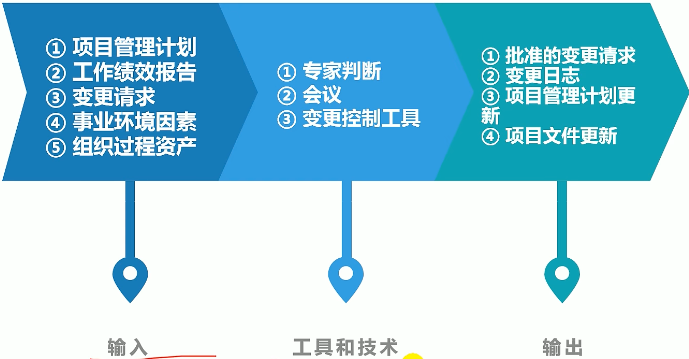 ① 项目管理计划
② 工作绩效报告
③ 变更请求
④ 事业环境因素
⑤ 组织过程资产
① 专家判断
② 会议
③ 变更控制工具
① 批准的变更请求
② 变更日志
③ 项目管理计划更
新
④ 项目文件更新
输入
工具和技术
输出